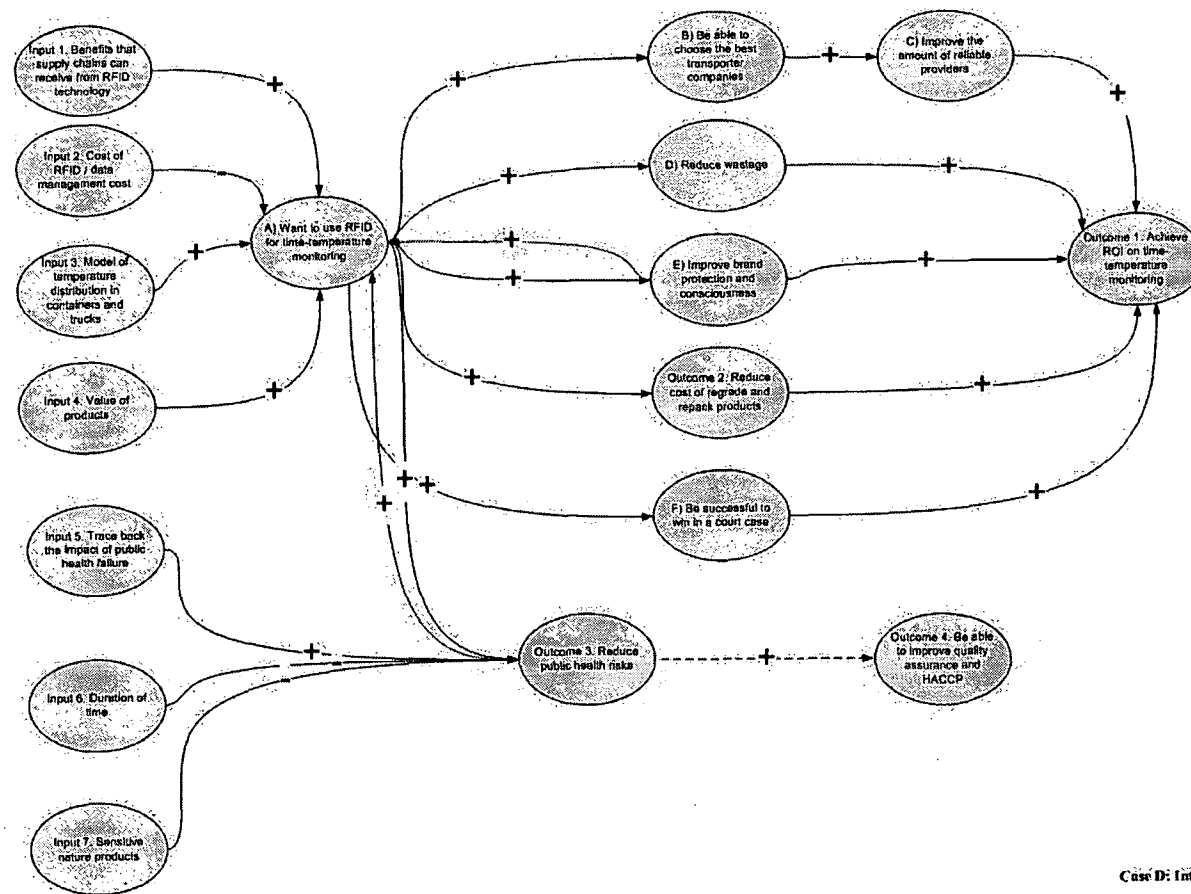 Input 1. Benefits that
supply chains can
receive from RFID
technology
+
B) Be able to
choose the best
transporter
companies
+
C) Improve the
amount of reliable
providers
+
+
Input 2. Cost of
RFID / data
management cost
-
D) Reduce wastage
+
+
A) Want to use RFID
for time-temperature
monitoring
Input 3. Model of
temperature
distribution in
containers and
trucks
+
+
+
E) Improve brand
protection and
consciousness
+
Outcome 1. Achieve
ROI on time-
temperature
monitoring
Input 4. Value of
products
+
+
Outcome 2. Reduce
cost of regrade and
repack products
+
+
+
+
F) Be successful to
win in a court case
+
Input 5. Trace back
the impact of public
health failure
+
Input 6. Duration of
time
-
Input 7. Sensitive
nature products
-
Outcome 3. Reduce
public health risks
+
Outcome 4. Be able
to improve quality
assurance and
HACCP
Case D: